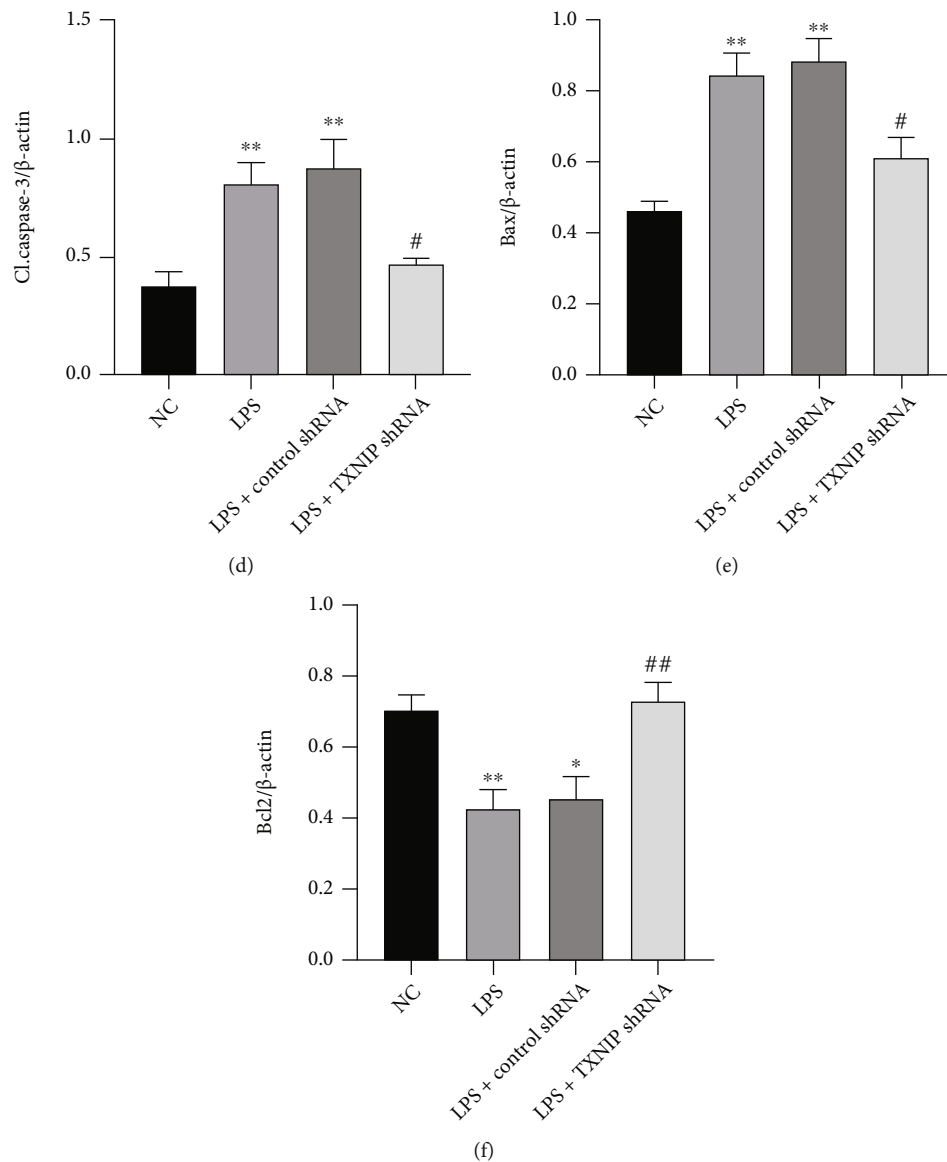 Cl.caspase-3/β-actin
1.5
1.0
0.5
0.0
**
**
#
NC
LPS
LPS + control shRNA
LPS + TXNIP shRNA
(d)
Bax/β-actin
1.0
0.8
0.6
0.4
0.2
0.0
**
**
#
NC
LPS
LPS + control shRNA
LPS + TXNIP shRNA
(e)
Bcl2/β-actin
1.0
0.8
0.6
0.4
0.2
0.0
**
*
##
NC
LPS
LPS + control shRNA
LPS + TXNIP shRNA
(f)